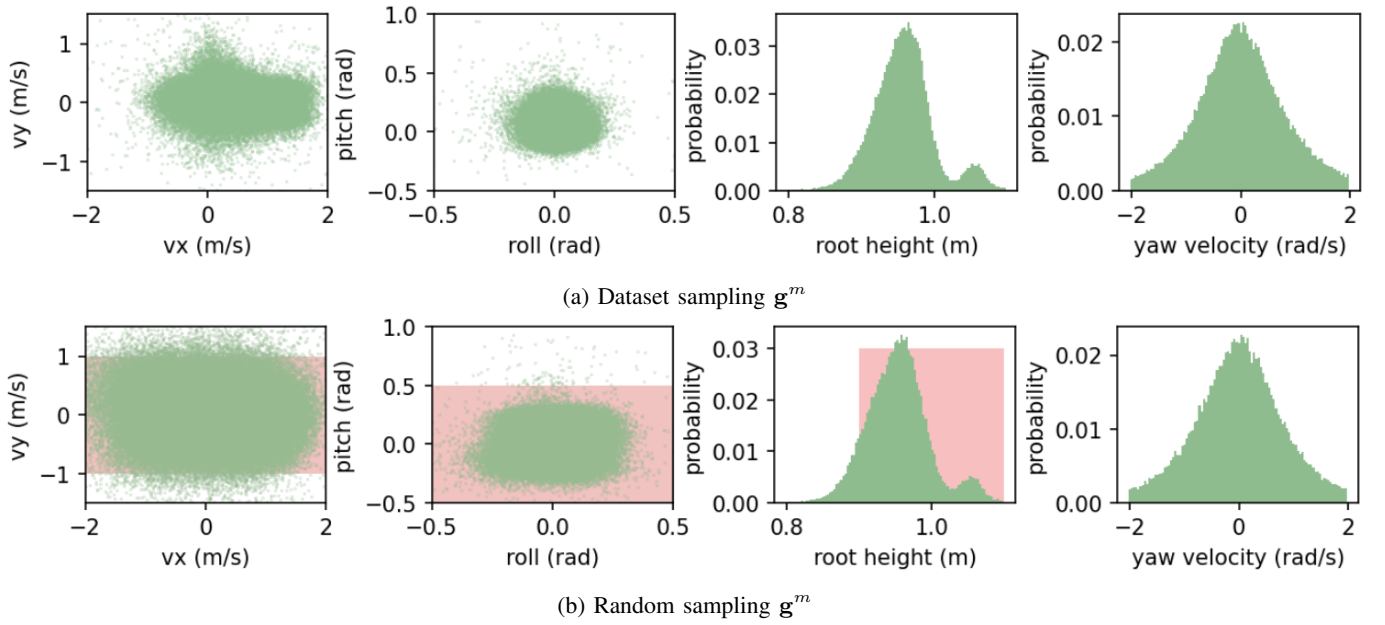 vy (m/s)
1
0
−1
−2
0
2
vx (m/s)
pitch (rad)
1.0
0.5
0.0
−0.5
−0.5
0.0
0.5
roll (rad)
probability
0.03
0.02
0.01
0.00
0.8
1.0
root height (m)
probability
0.02
0.01
0.00
−2
0
2
yaw velocity (rad/s)
(a) Dataset sampling g^m
vy (m/s)
1
0
−1
−2
0
2
vx (m/s)
pitch (rad)
1.0
0.5
0.0
−0.5
−0.5
0.0
0.5
roll (rad)
probability
0.03
0.02
0.01
0.00
0.8
1.0
root height (m)
probability
0.02
0.01
0.00
−2
0
2
yaw velocity (rad/s)
(b) Random sampling g^m